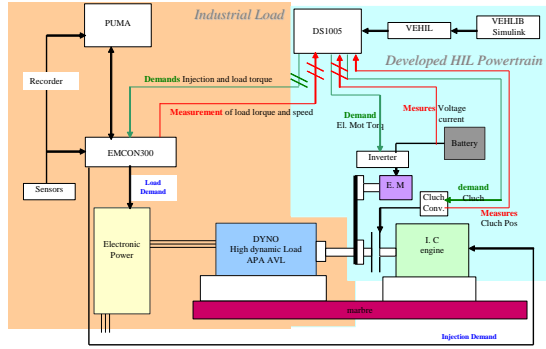 Industrial Load
PUMA
DS1005
VEHIL
VEHLIB
Simulink
Developed HIL Powertrain
Recorder
Demands Injection and load torque
Measurement of load lorque and speed
Demand
El. Mot Torq
Mesures Voltage
current
Battery
EMCON300
Inverter
Sensors
Load
Demand
E. M
Cluch
Conv.
demand
Cluch
Measures
Cluch Pos
Electronic
Power
DYNO
High dynamic Load
APA AVL
I. C
engine
marbre
Injection Demand